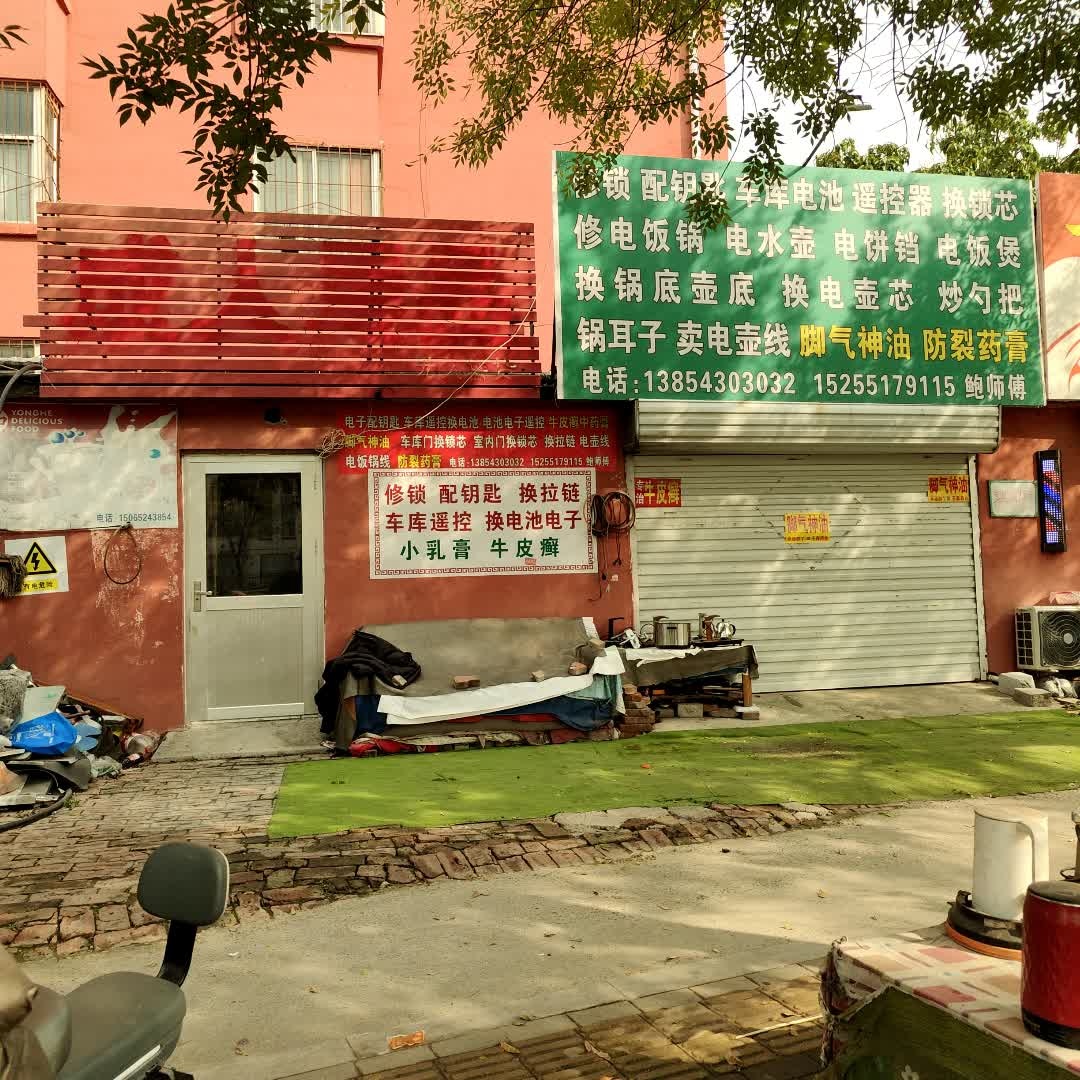 修锁 配钥匙 车库电池 遥控器 换锁芯
修电饭锅 电水壶 电饼铛 电饭煲
换锅底壶底 换电壶芯 炒勺把
锅耳子 卖电壶线 脚气神油 防裂药膏
电话:13854303032 15255179115 鲍师傅
YONGHE
DELICIOUS
FOOD
电话:15065243854
有电危险
电子配钥匙 车库遥控换电池 电池电子遥控 牛皮癣中药膏
脚气神油 车库门换锁芯 室内门换锁芯 换拉链 电壶线
电饭锅线 防裂药膏 电话-13854303032 15255179115 鲍师傅
修锁 配钥匙 换拉链
车库遥控 换电池电子
小乳膏 牛皮癣
专治牛皮癣
脚气神油
脚气神油